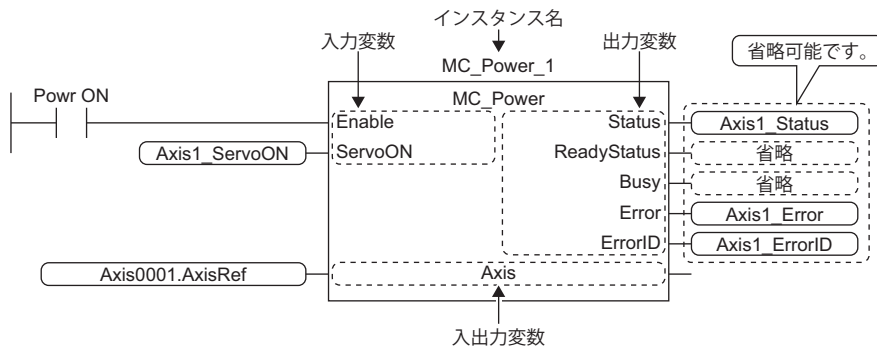 インスタンス名
入力変数
出力変数
省略可能です。
MC_Power_1
Powr ON
MC_Power
Enable
Status
Axis1_Status
Axis1_ServoON
ServoON
ReadyStatus
省略
Busy
省略
Error
Axis1_Error
ErrorID
Axis1_ErrorID
Axis0001.AxisRef
Axis
入出力変数